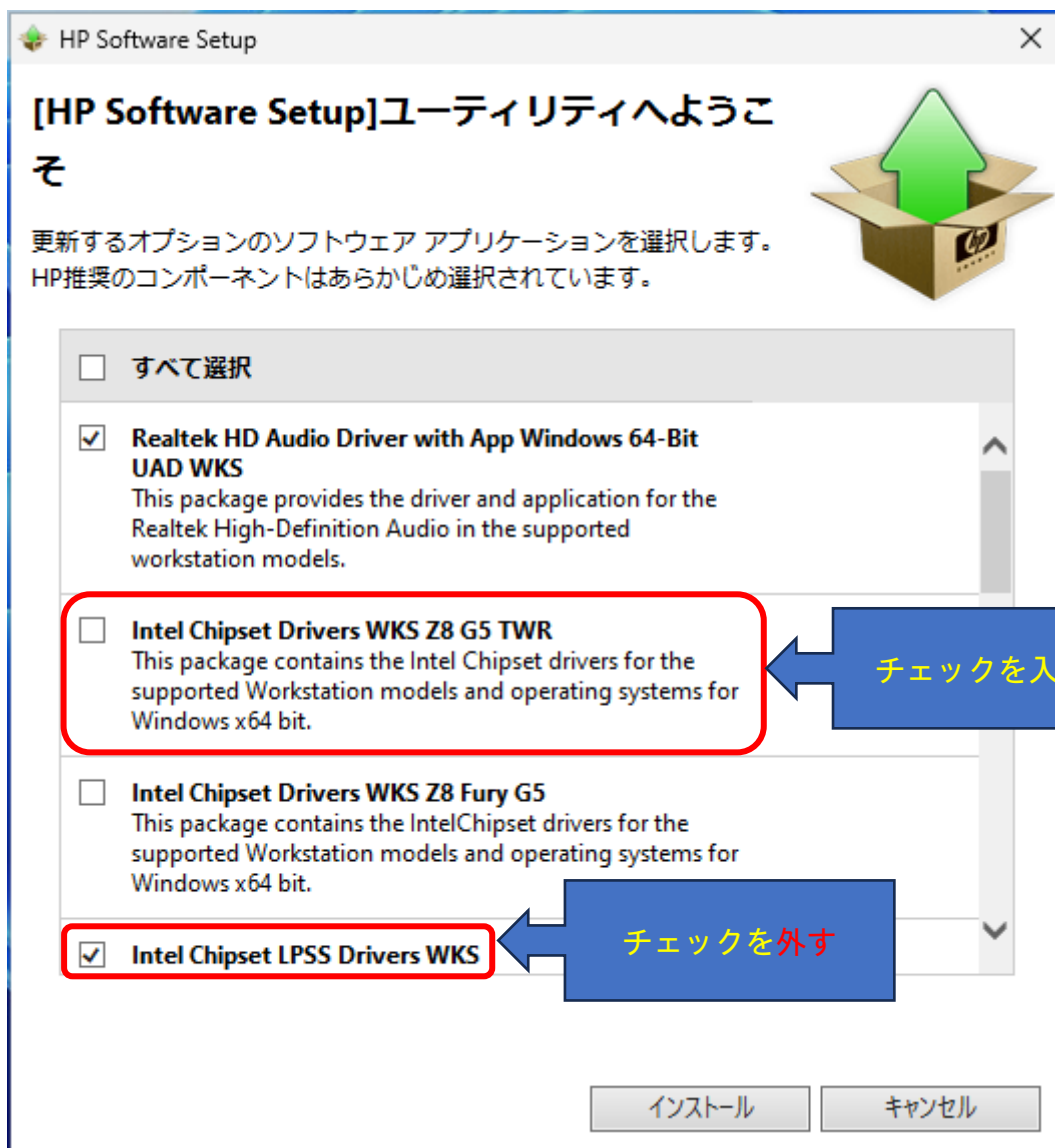 HP Software Setup
[HP Software Setup]ユーティリティへようこ
そ
更新するオプションのソフトウェア アプリケーションを選択します。
HP推奨のコンポーネントはあらかじめ選択されています。
すべて選択
Realtek HD Audio Driver with App Windows 64-Bit
UAD WKS
This package provides the driver and application for the
Realtek High-Definition Audio in the supported
workstation models.
Intel Chipset Drivers WKS Z8 G5 TWR
This package contains the Intel Chipset drivers for the
supported Workstation models and operating systems for
Windows x64 bit.
チェックを入
Intel Chipset Drivers WKS Z8 Fury G5
This package contains the IntelChipset drivers for the
supported Workstation models and operating systems for
Windows x64 bit.
Intel Chipset LPSS Drivers WKS
チェックを外す
インストール
キャンセル